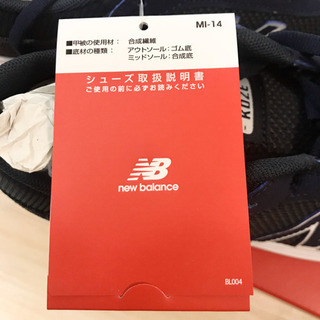 MI-14
■甲被の使用材： 合成繊維
■底材の種類： アウトソール：ゴム底
ミッドソール：合成底
シューズ取扱説明書
ご使用の前に必ずお読みください
NB
new balance
BL004